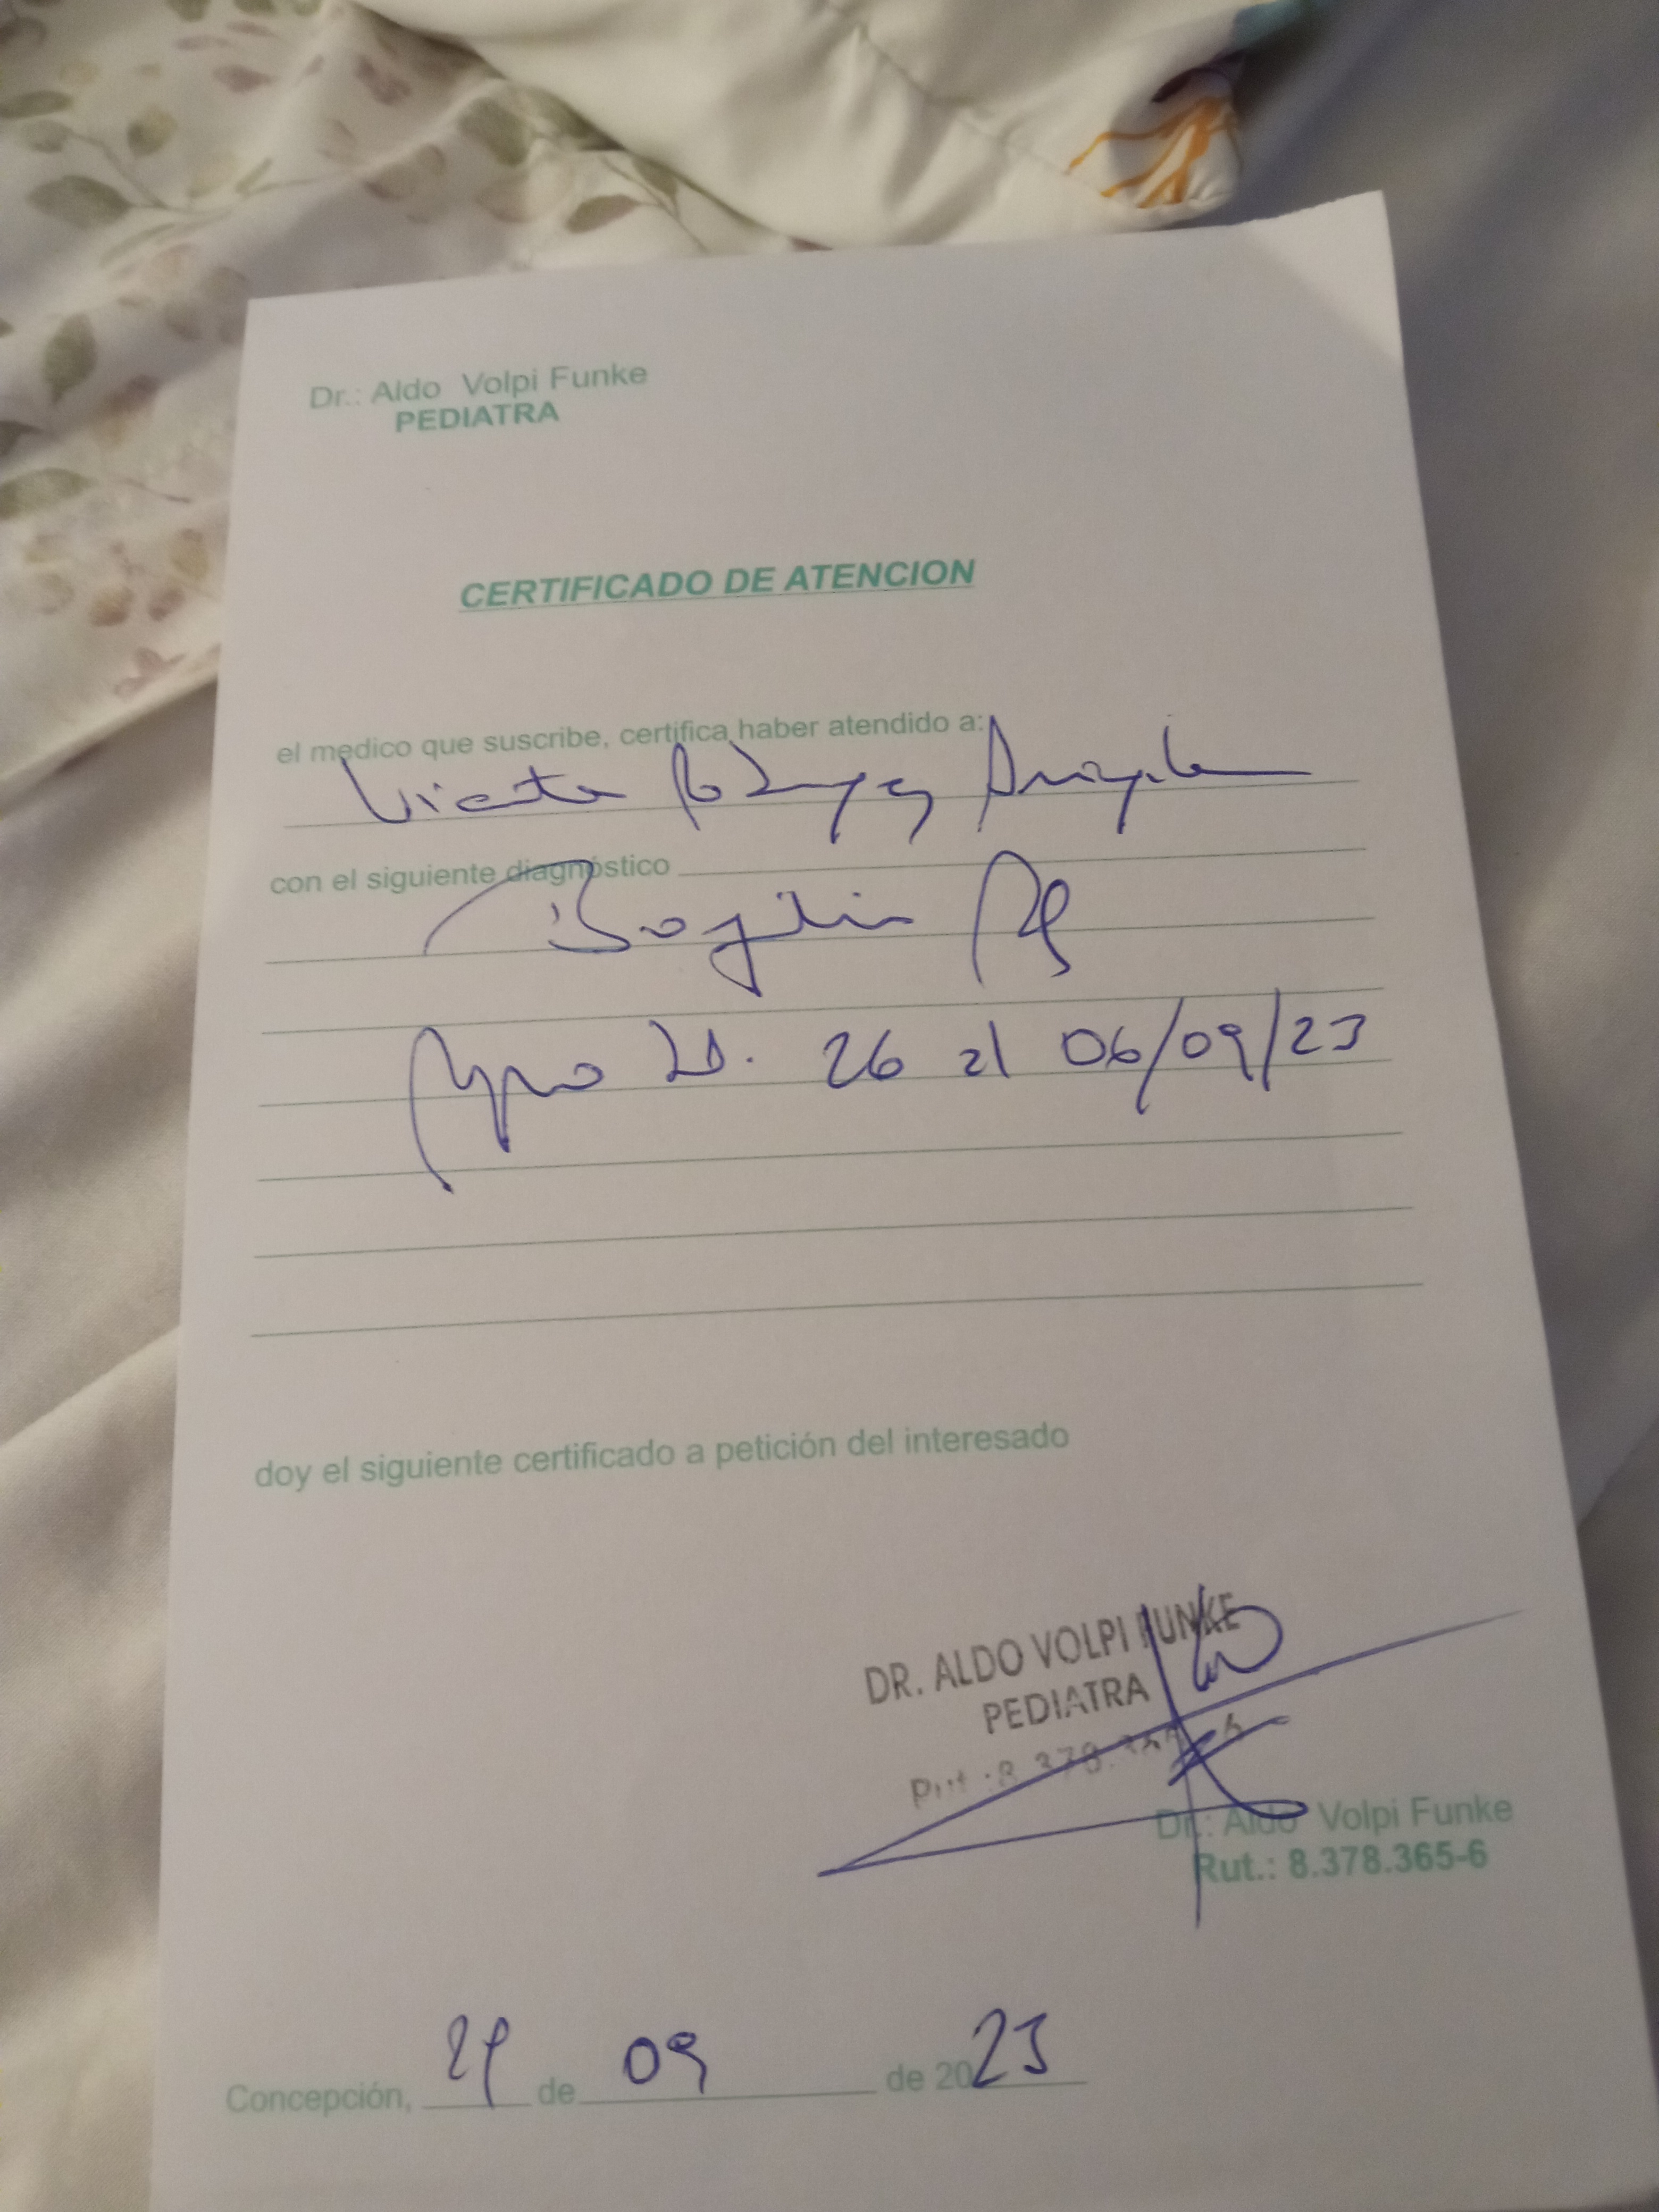 Dr.: Aldo Volpi Funke
PEDIATRA
CERTIFICADO DE ATENCION
el medico que suscribe, certifica haber atendido a:
Vicente
con el siguiente diagnóstico
26 al 06/09/23
doy el siguiente certificado a petición del interesado
DR. ALDO VOLPI FUNKE
PEDIATRA
Dr.: Aldo Volpi Funke
Rut.: 8.378.365-6
Concepción, de 09 de 2023